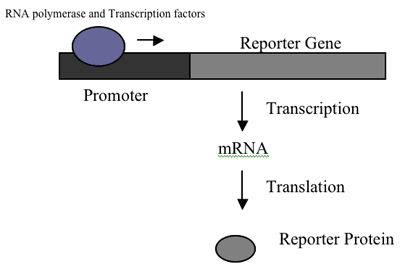 RNA polymerase and Transcription factors
Reporter Gene
Promoter
Transcription
mRNA
Translation
Reporter Protein